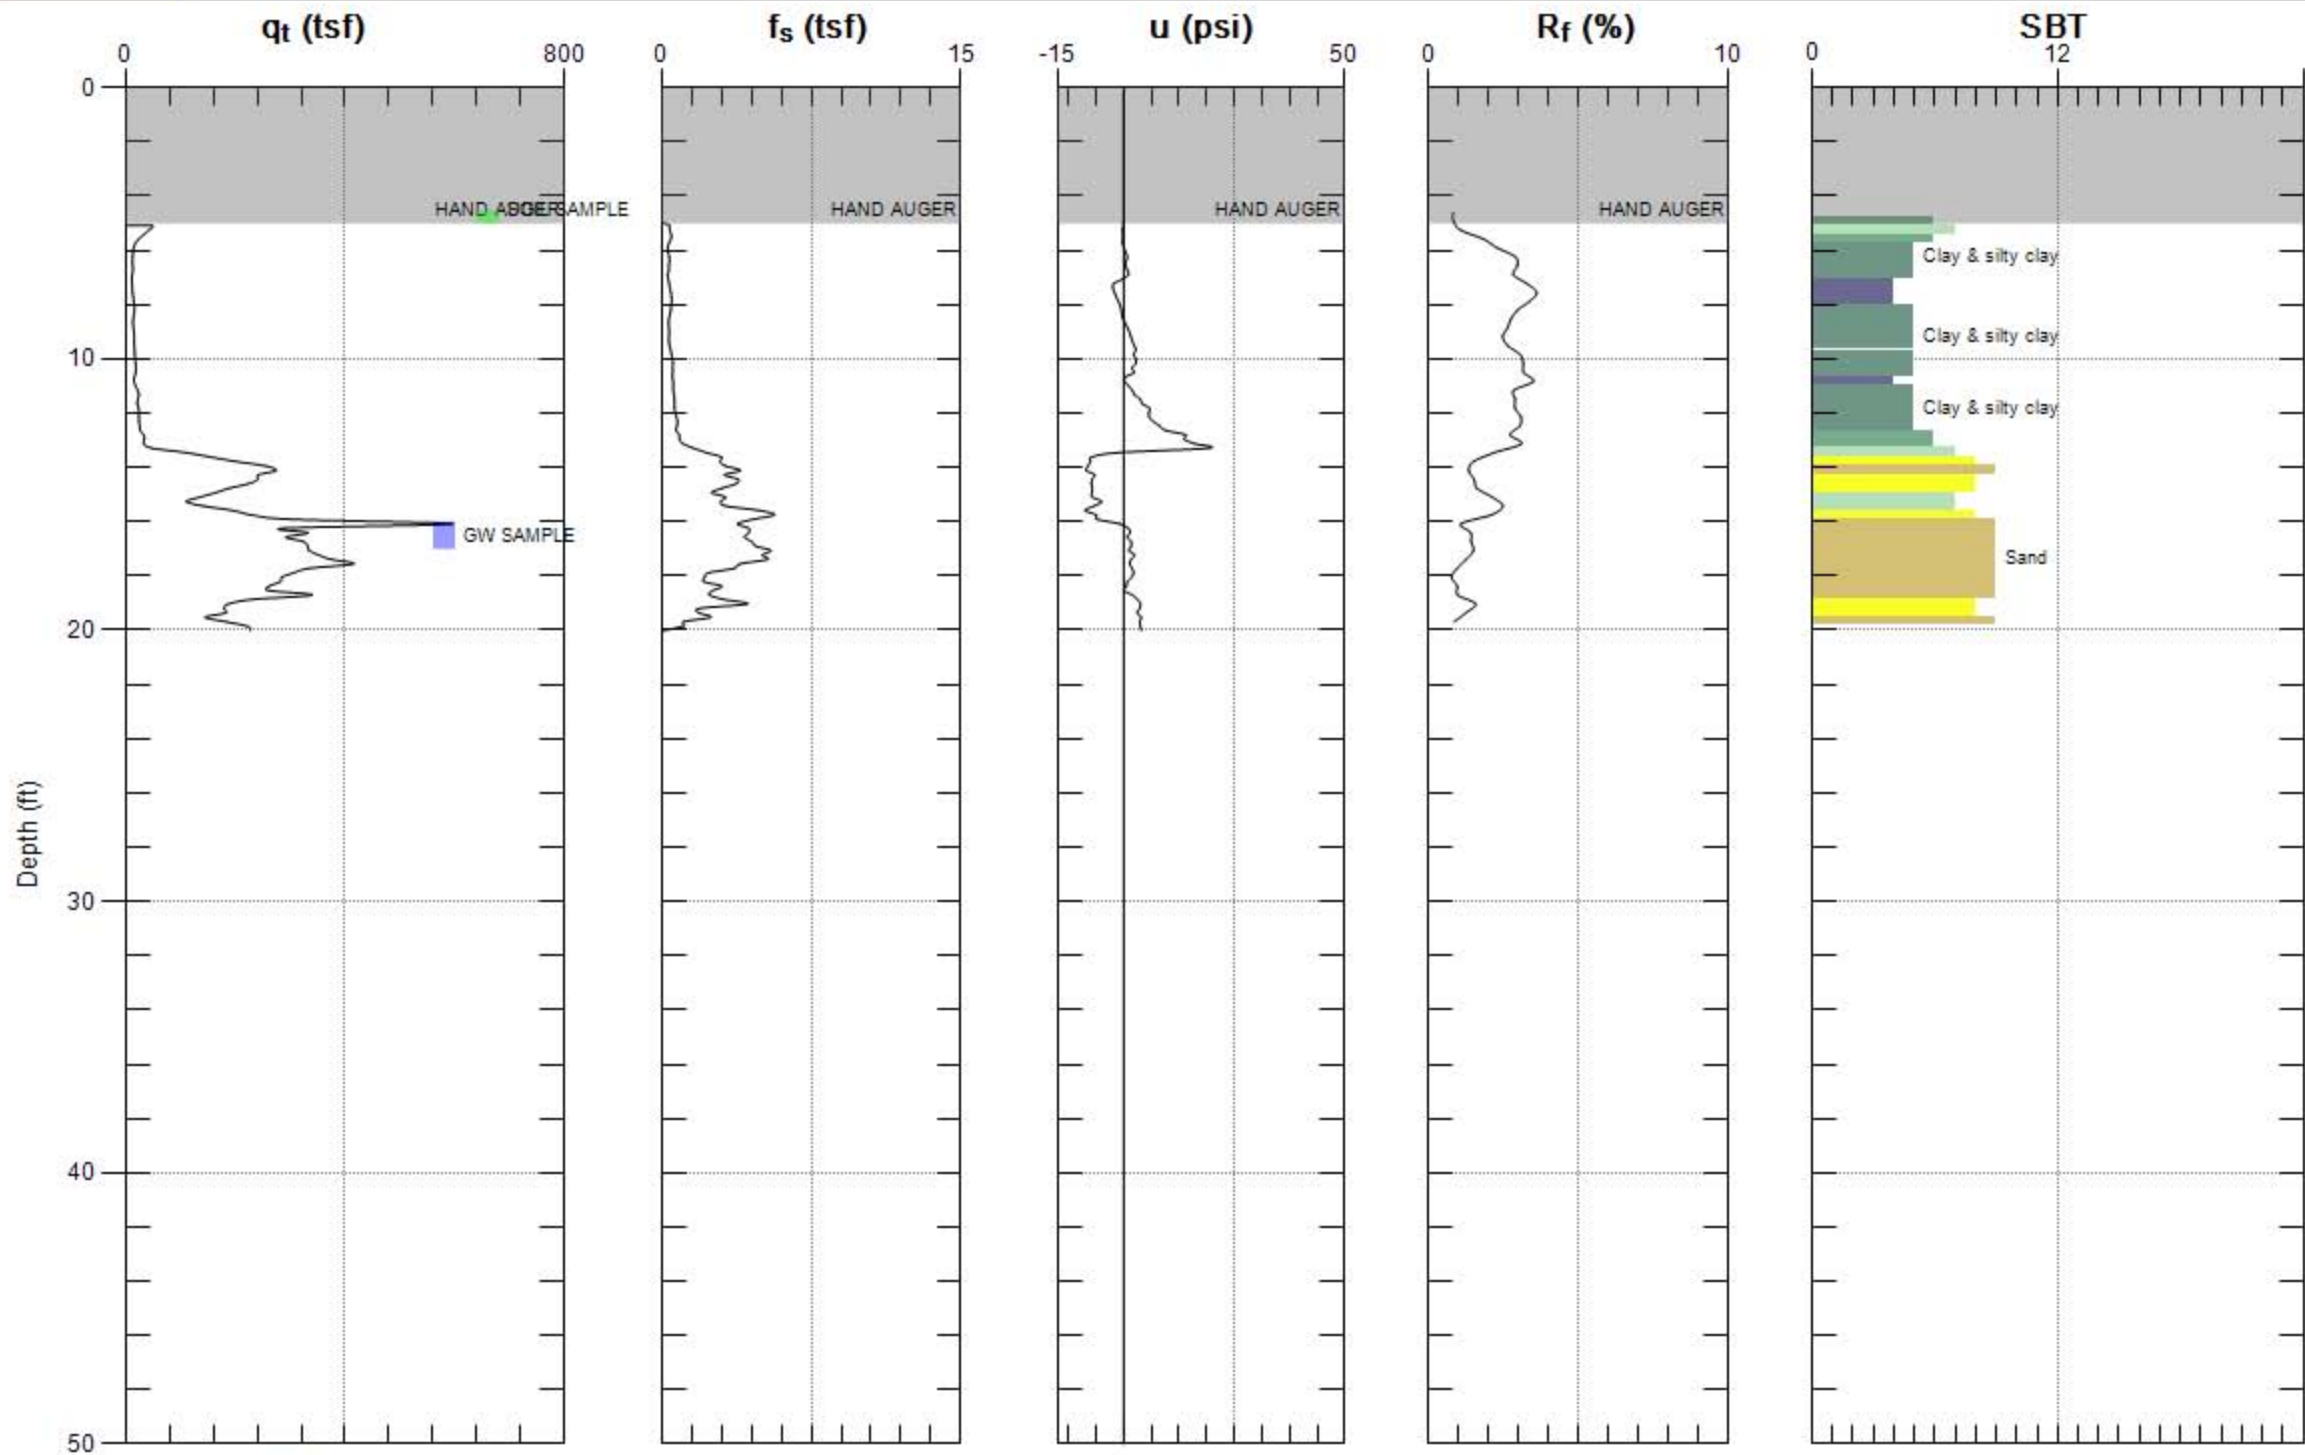 qt (tsf) fs (tsf) u (psi) Rf (%) SBT
0 800 0 15 -15 50 0 10 0 12
0
HAND AUGER SOIL SAMPLE HAND AUGER HAND AUGER HAND AUGER
Clay & silty clay
Clay & silty clay
10
Clay & silty clay
GW SAMPLE
Sand
20
Depth (ft)
30
40
50